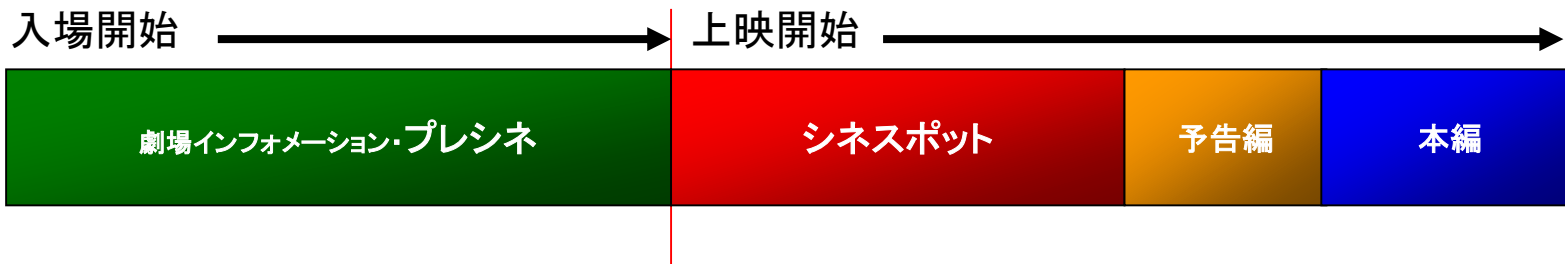 入場開始
上映開始
劇場インフォメーション・プレシネ
シネスポット
予告編
本編